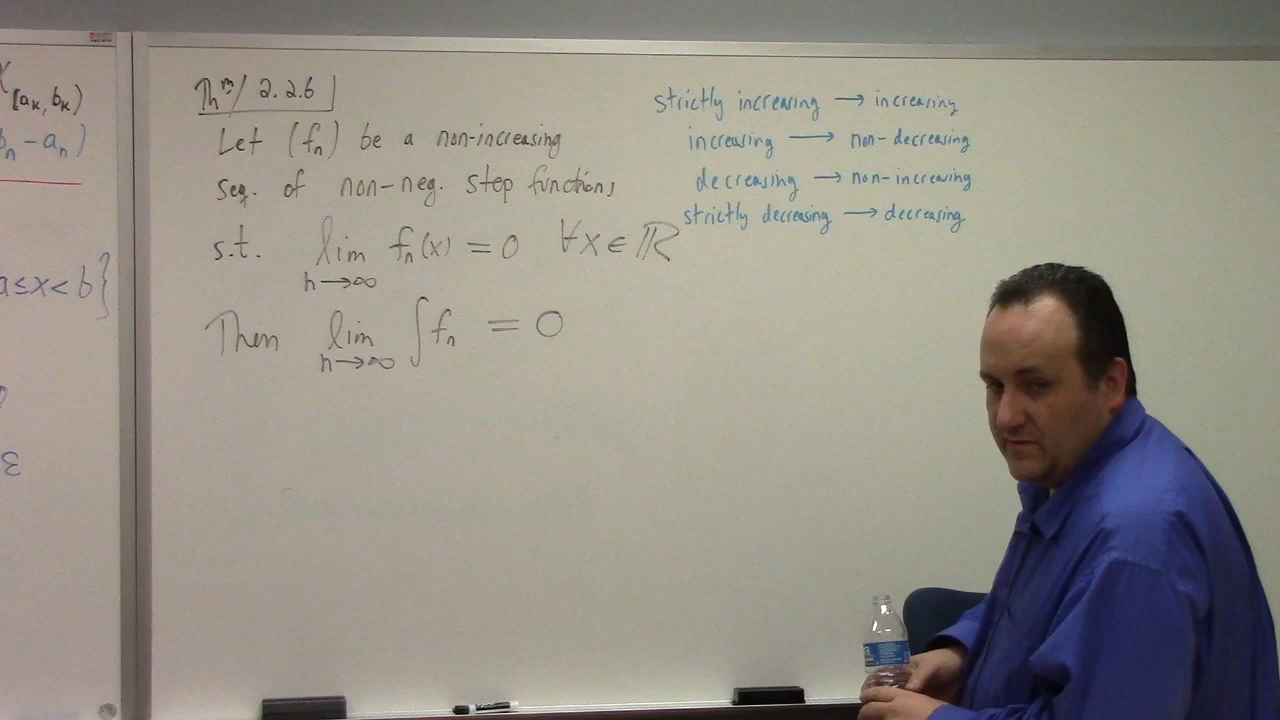 χ[aₖ, bₖ)
bₙ − aₙ)
a≤x< b}
ε
Thᵐ/ 2.2.6
Let (fₙ) be a non-increasing
seq. of non-neg. step functions
s.t. lim fₙ(x) = 0 ∀x∈ℝ
n→∞
Then lim ∫fₙ = 0
n→∞
strictly increasing → increasing
increasing → non-decreasing
decreasing → non-increasing
strictly decreasing → decreasing